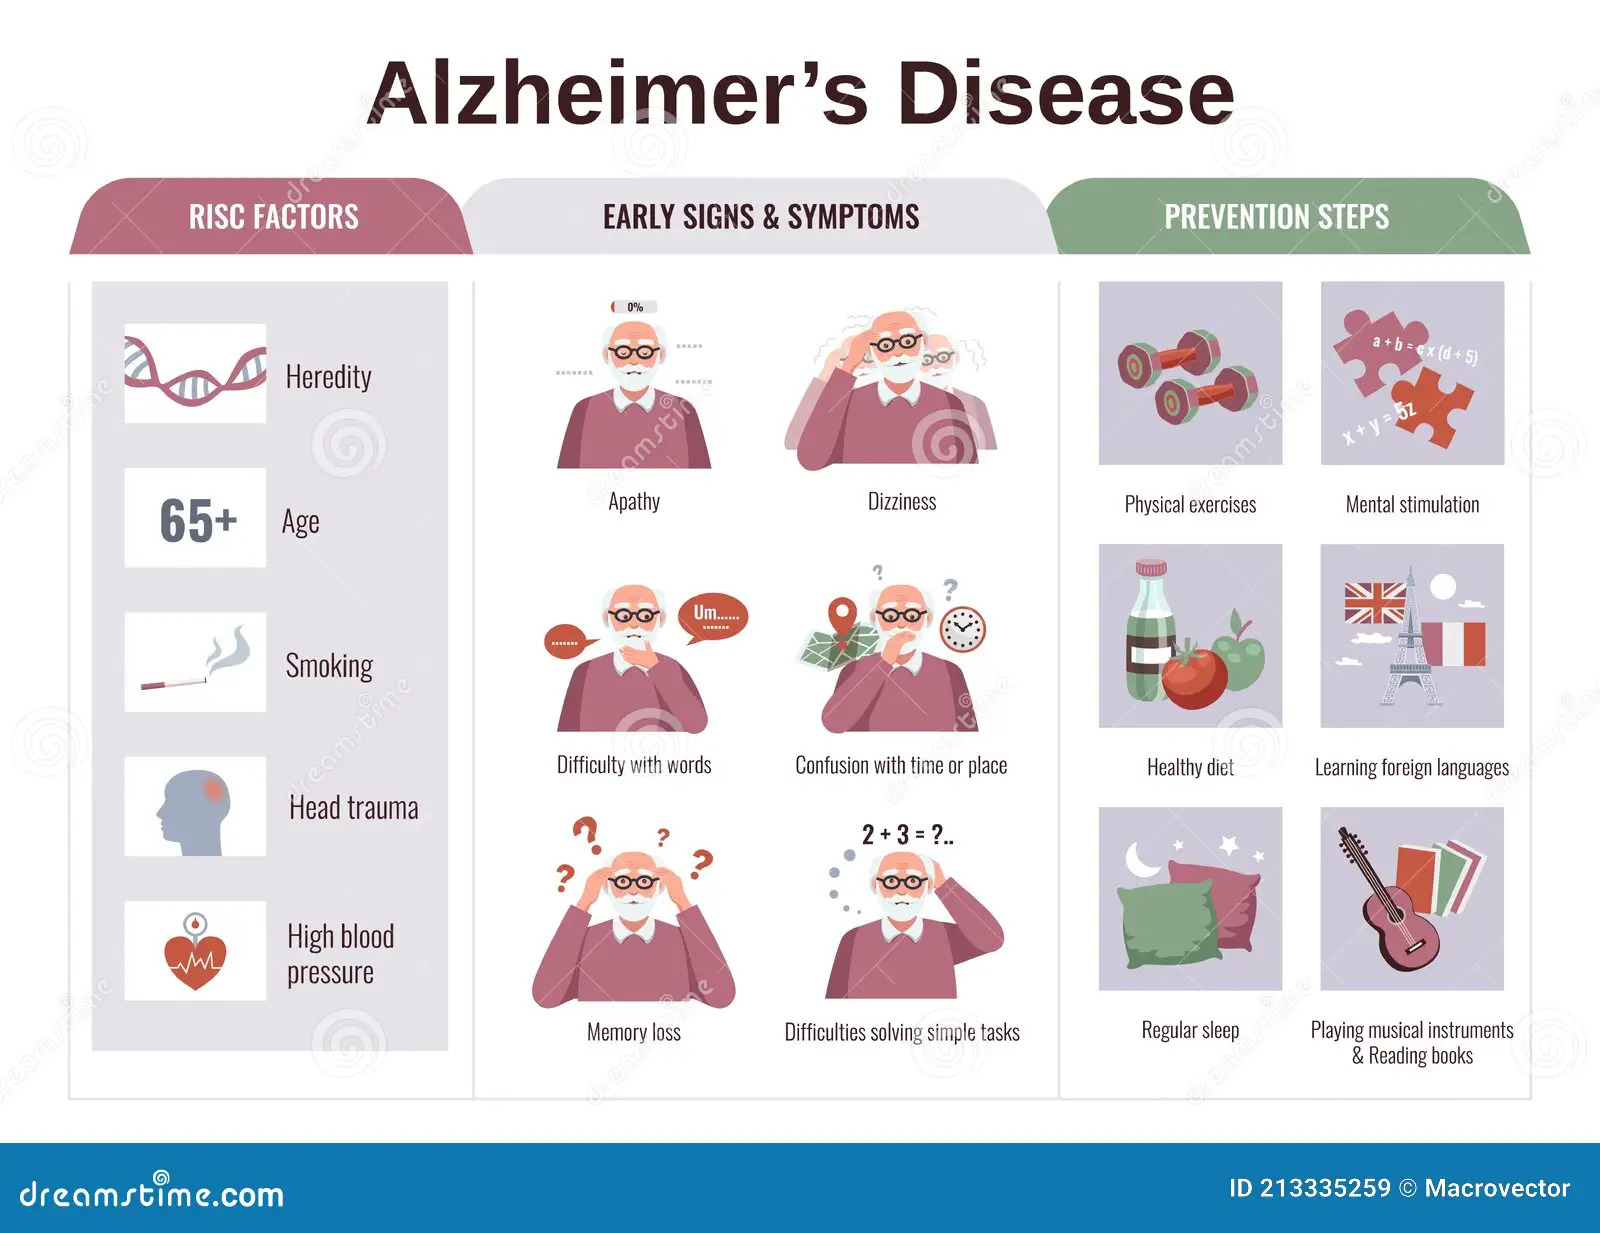 Alzheimer’s Disease
RISC FACTORS
Heredity
65+
Age
Smoking
Head trauma
High blood
pressure
EARLY SIGNS & SYMPTOMS
0%
Apathy
Dizziness
Um......
Difficulty with words
?
?
Confusion with time or place
? ? ? ?
Memory loss
2 + 3 = ?..
Difficulties solving simple tasks
PREVENTION STEPS
Physical exercises
a + b = c x (d + 5)
x + y = 5z
Mental stimulation
Healthy diet
Learning foreign languages
Regular sleep
Playing musical instruments
& Reading books
dreamstime.com
ID 213335259 © Macrovector